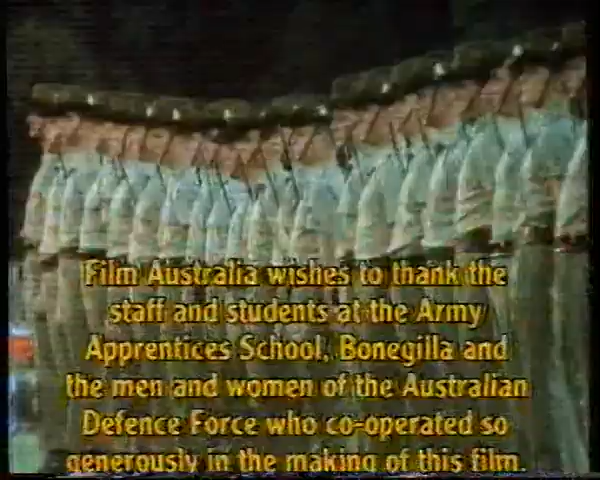 Film Australia wishes to thank the
staff and students at the Army
Apprentices School, Bonegilla and
the men and women of the Australian
Defence Force who co-operated so
generously in the making of this film.